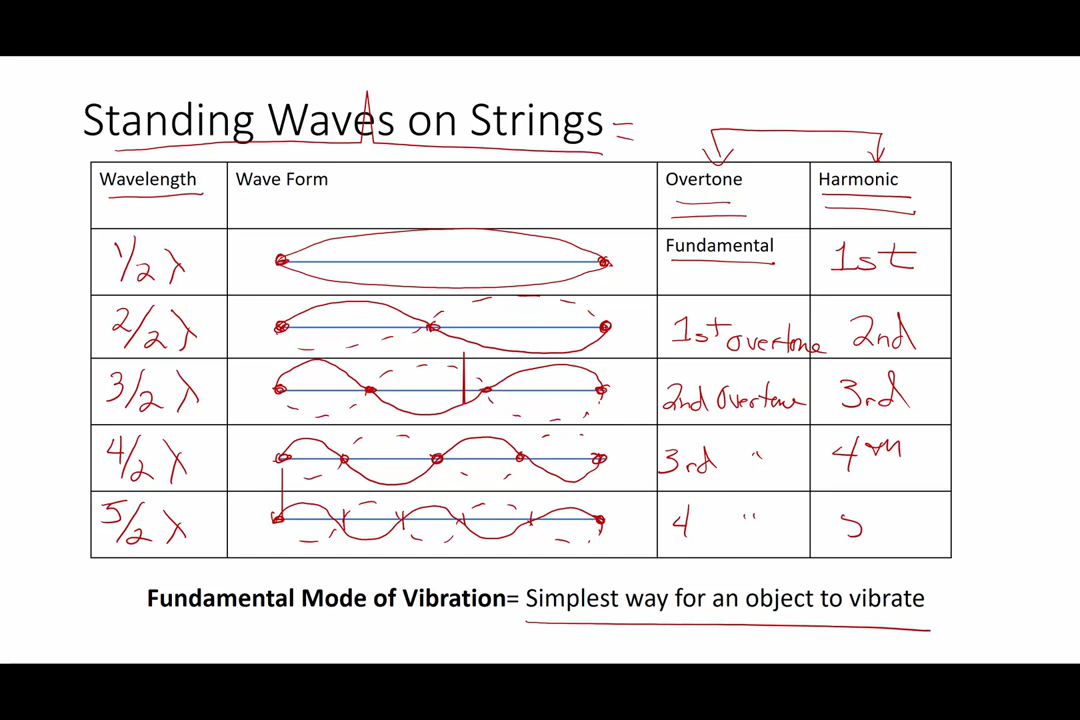 Standing Waves on Strings =
Wavelength Wave Form Overtone Harmonic
1/2 λ Fundamental 1st
2/2 λ 1st overtone 2nd
3/2 λ 2nd Overtone 3rd
4/2 λ 3rd " 4th
5/2 λ 4 " 5
Fundamental Mode of Vibration= Simplest way for an object to vibrate